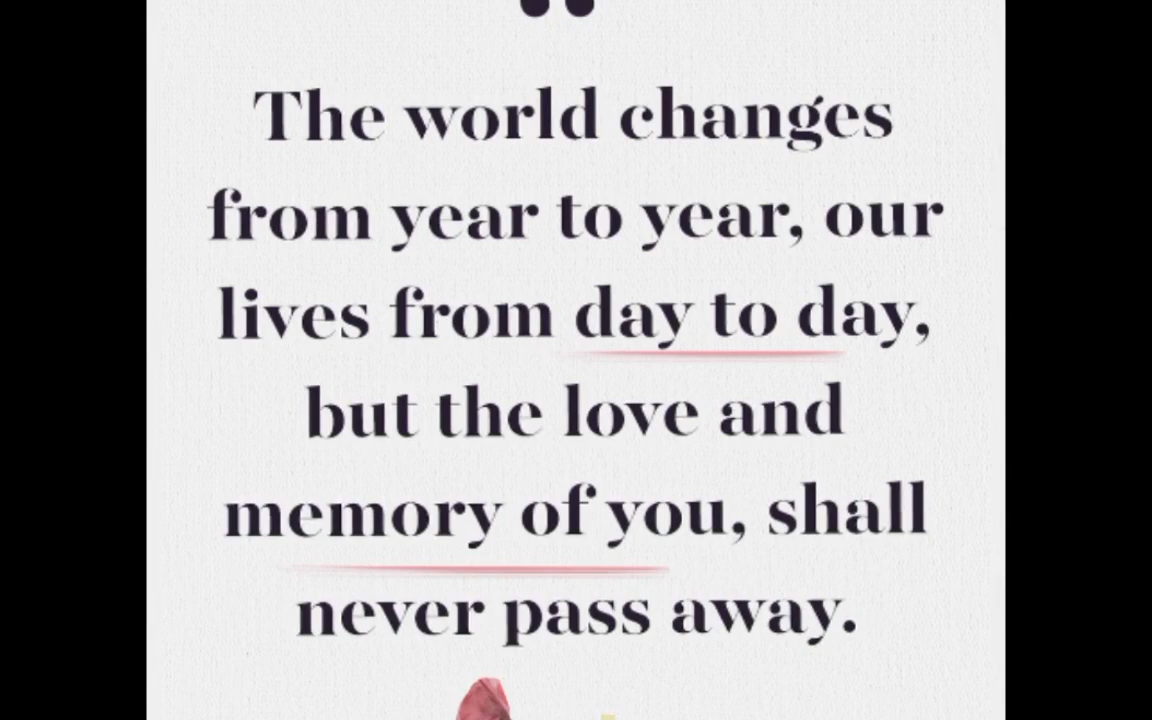 The world changes
from year to year, our
lives from day to day,
but the love and
memory of you, shall
never pass away.